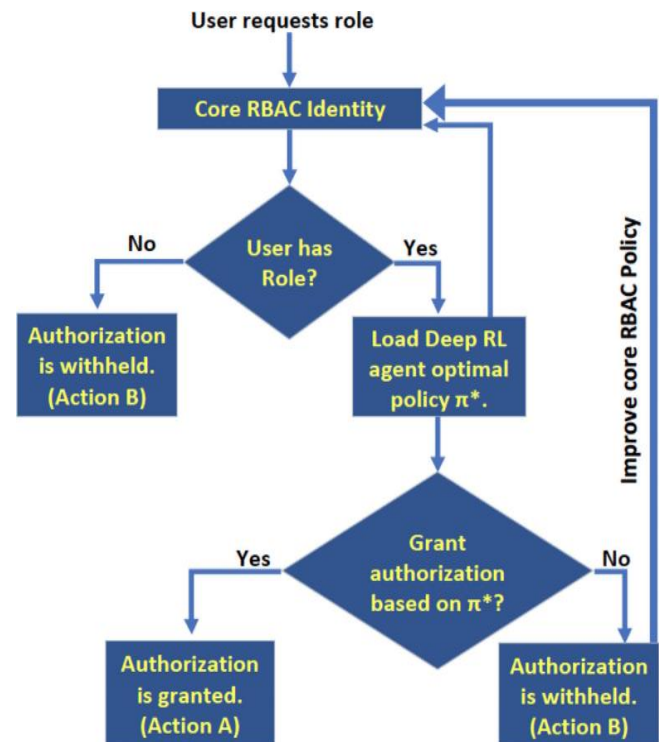 User requests role
Core RBAC Identity
No
User has
Role?
Yes
Authorization
is withheld.
(Action B)
Load Deep RL
agent optimal
policy π*.
Improve core RBAC Policy
Yes
Grant
authorization
based on π*?
No
Authorization
is granted.
(Action A)
Authorization
is withheld.
(Action B)